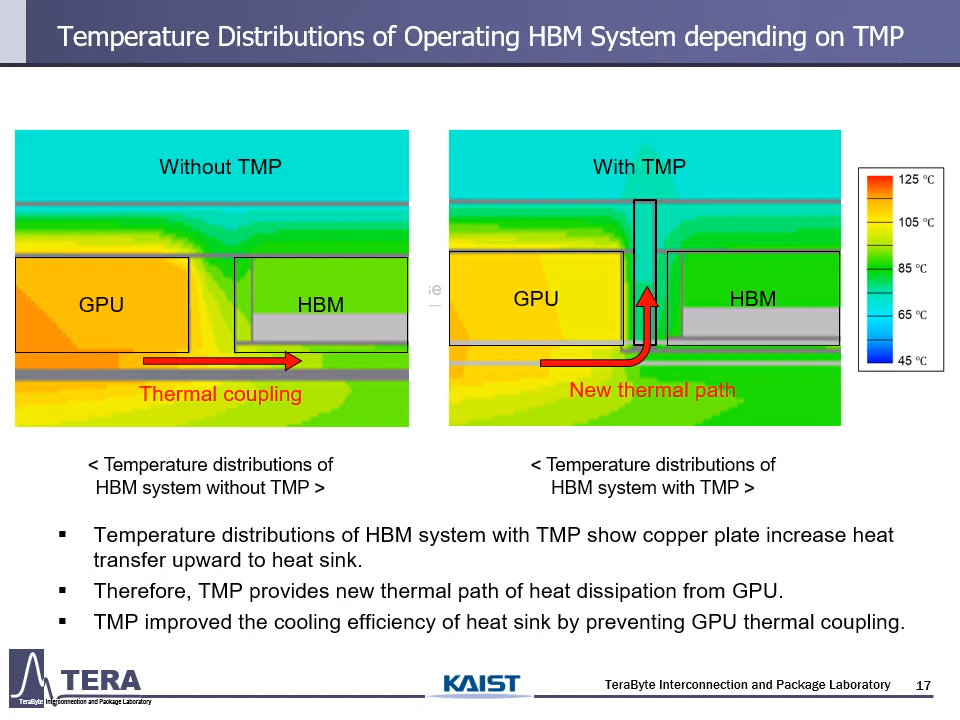 Temperature Distributions of Operating HBM System depending on TMP
Without TMP
GPU
HBM
Thermal coupling
With TMP
GPU
HBM
New thermal path
125 °C
105 °C
85 °C
65 °C
45 °C
< Temperature distributions of
HBM system without TMP >
< Temperature distributions of
HBM system with TMP >
▪ Temperature distributions of HBM system with TMP show copper plate increase heat
transfer upward to heat sink.
▪ Therefore, TMP provides new thermal path of heat dissipation from GPU.
▪ TMP improved the cooling efficiency of heat sink by preventing GPU thermal coupling.
TERA
TeraByte Interconnection and Package Laboratory
KAIST
TeraByte Interconnection and Package Laboratory
17